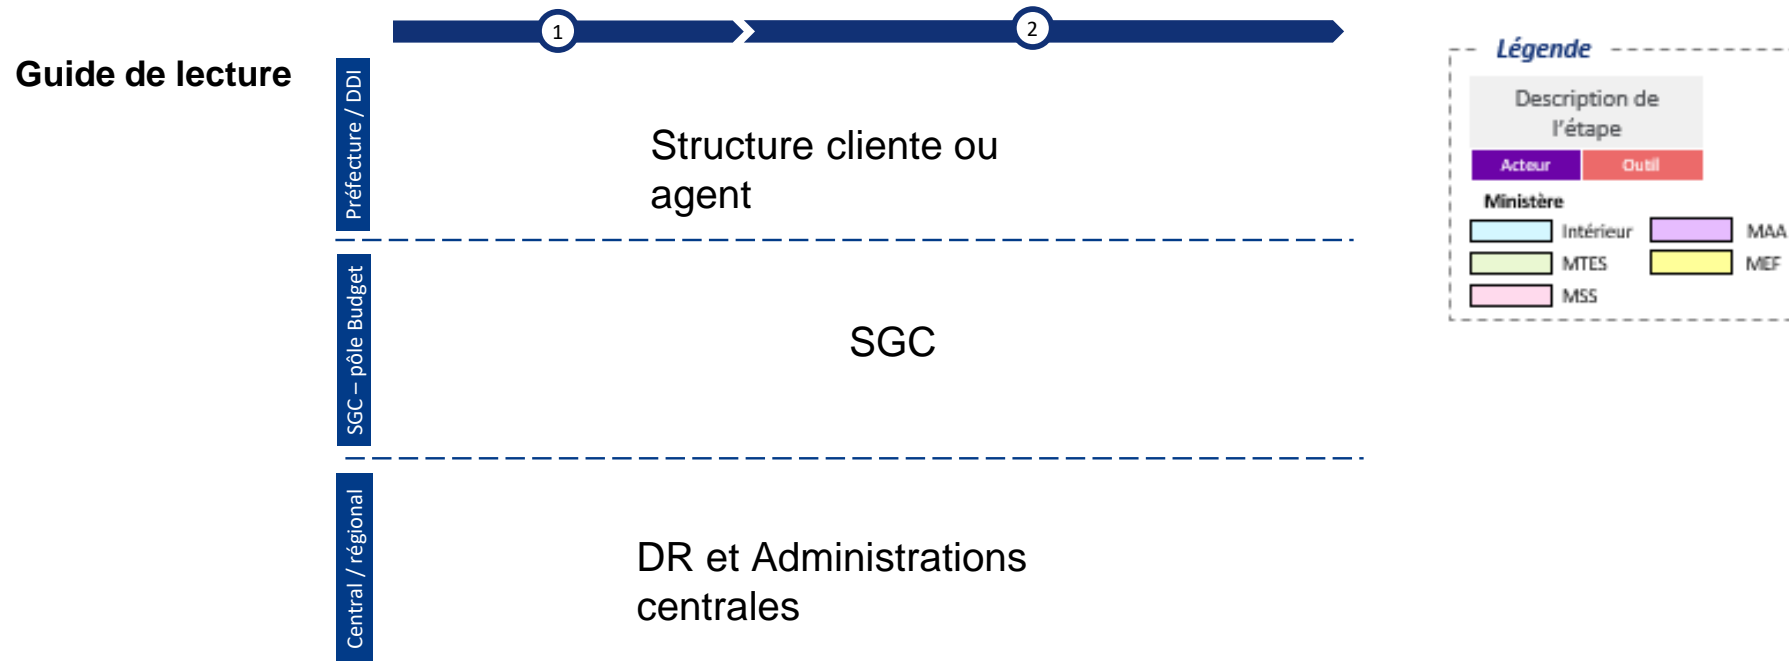 1
2
Guide de lecture
Préfecture / DDI
Structure cliente ou
agent
SGC – pôle Budget
SGC
Central / régional
DR et Administrations
centrales
Légende
Description de
l'étape
Acteur
Outil
Ministère
Intérieur
MAA
MTES
MEF
MSS